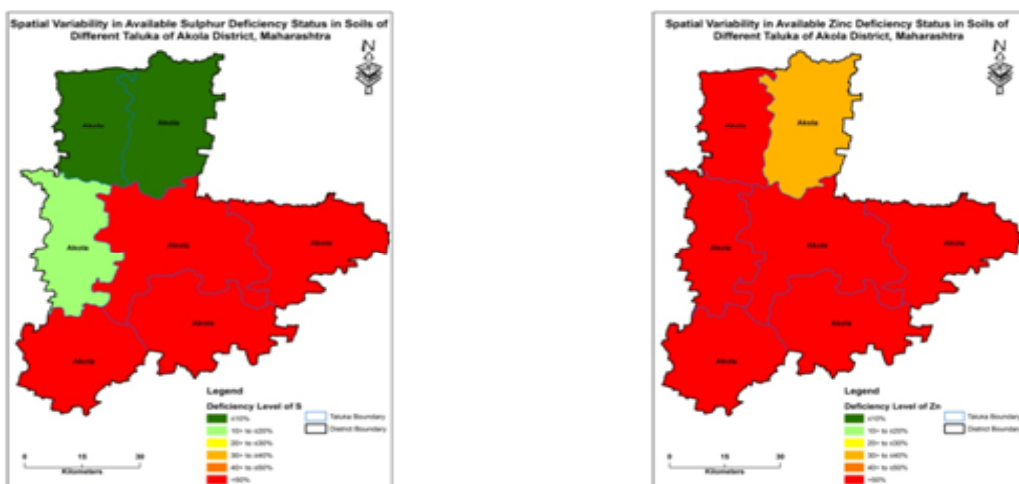 Spatial Variability in Available Sulphur Deficiency Status in Soils of
Different Taluka of Akola District, Maharashtra
N
Akola
Akola
Akola
Akola
Akola
Akola
Akola
Legend
Deficiency Level of S
≤10%
10+ to ≤20%
20+ to ≤30%
30+ to ≤40%
40+ to ≤50%
>50%
Taluka Boundary
District Boundary
0 15 30
Kilometers
Spatial Variability in Available Zinc Deficiency Status in Soils of
Different Taluka of Akola District, Maharashtra
N
Akola
Akola
Akola
Akola
Akola
Akola
Akola
Legend
Deficiency Level of Zn
≤10%
10+ to ≤20%
20+ to ≤30%
30+ to ≤40%
40+ to ≤50%
>50%
Taluka Boundary
District Boundary
0 15 30
Kilometers